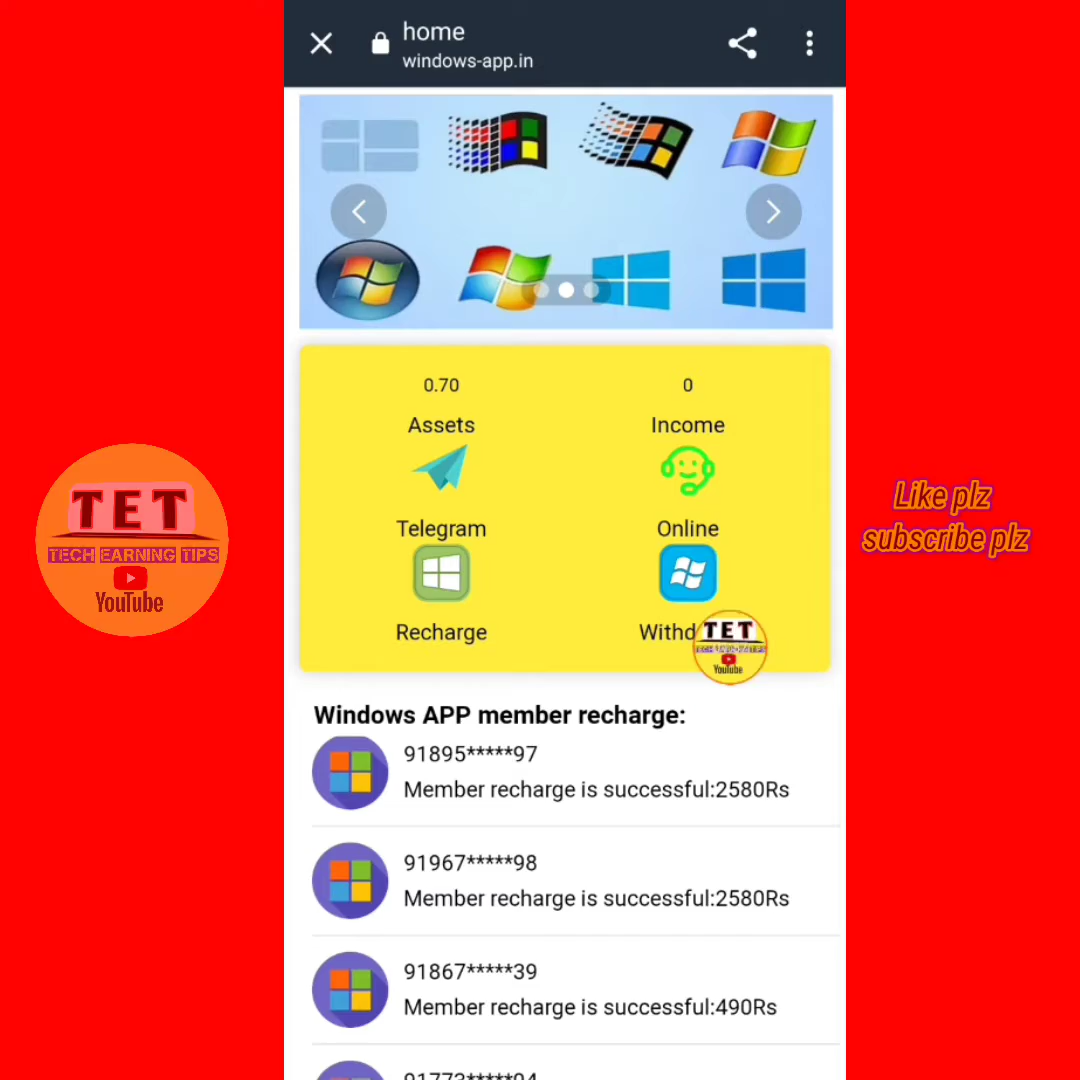 home
windows-app.in
0.70
0
Assets
Income
Telegram
Online
Recharge
Withd
TET
YouTube
TET
TECH EARNING TIPS
YouTube
Like plz
subscribe plz
Windows APP member recharge:
91895*****97
Member recharge is successful:2580Rs
91967*****98
Member recharge is successful:2580Rs
91867*****39
Member recharge is successful:490Rs